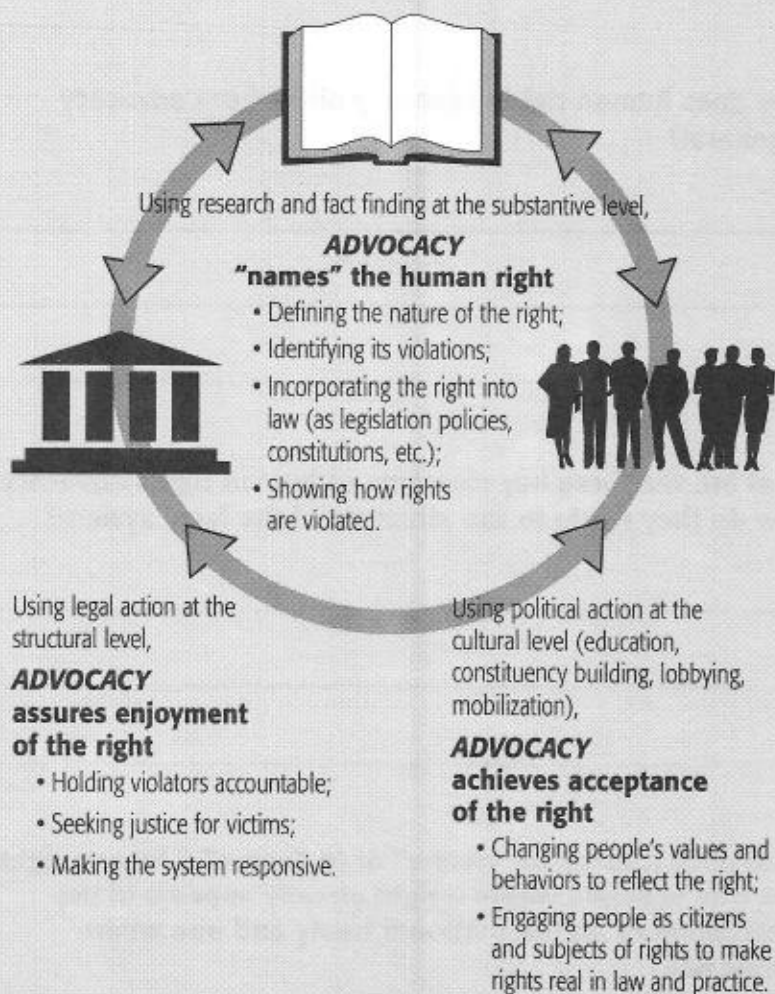 Using research and fact finding at the substantive level,
ADVOCACY
"names" the human right
• Defining the nature of the right;
• Identifying its violations;
• Incorporating the right into
law (as legislation policies,
constitutions, etc.);
• Showing how rights
are violated.
Using legal action at the
structural level,
ADVOCACY
assures enjoyment
of the right
• Holding violators accountable;
• Seeking justice for victims;
• Making the system responsive.
Using political action at the
cultural level (education,
constituency building, lobbying,
mobilization),
ADVOCACY
achieves acceptance
of the right
• Changing people's values and
behaviors to reflect the right;
• Engaging people as citizens
and subjects of rights to make
rights real in law and practice.